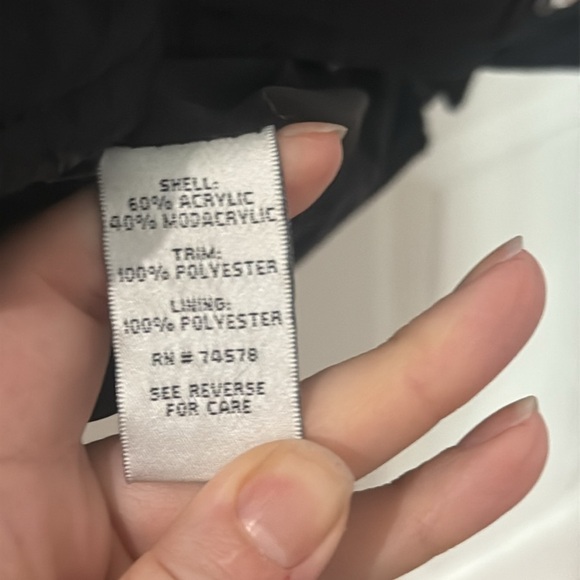 SHELL:
60% ACRYLIC
40% MODACRYLIC
TRIM:
100% POLYESTER
LINING:
100% POLYESTER
RN # 74578
SEE REVERSE
FOR CARE